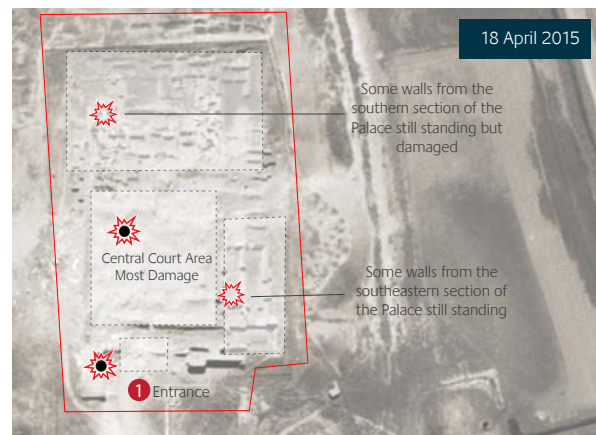 18 April 2015
Some walls from the
southern section of the
Palace still standing but
damaged
Central Court Area
Most Damage
Some walls from the
southeastern section of
the Palace still standing
1 Entrance